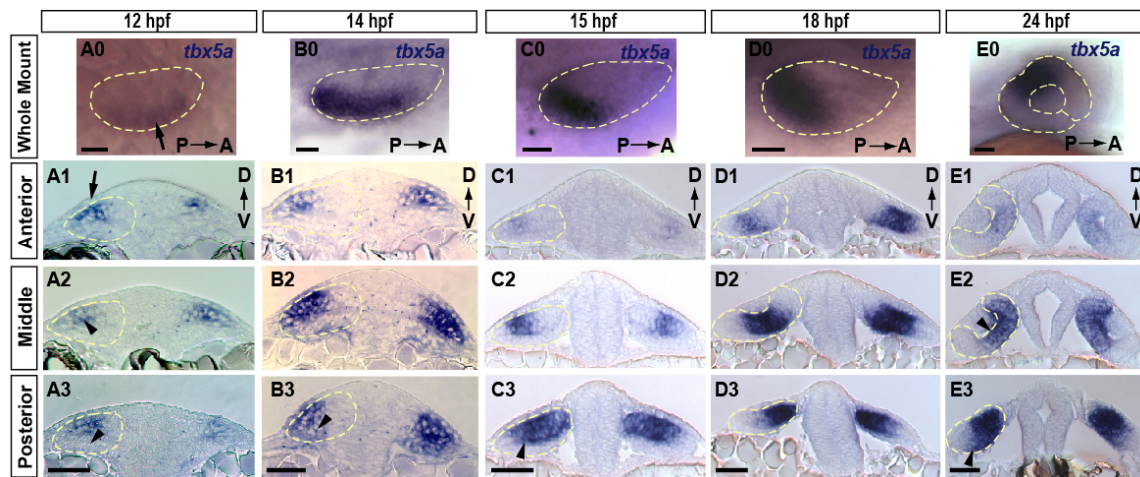 12 hpf 14 hpf 15 hpf 18 hpf 24 hpf
Whole Mount
A0 tbx5a P A
B0 tbx5a P A
C0 tbx5a P A
D0 tbx5a P A
E0 tbx5a P A
Anterior
A1 D V
B1 D V
C1 D V
D1 D V
E1 D V
Middle
A2 B2 C2 D2 E2
Posterior
A3 B3 C3 D3 E3